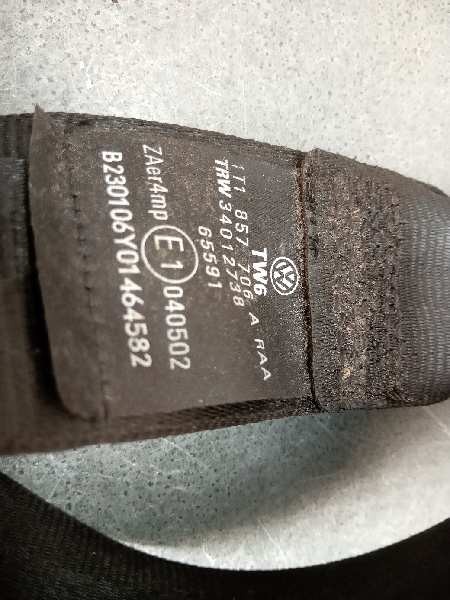 TW6
1T1 857 706 A RAA
TRW 34012738
65591
ZAer4mp E1 040502
B230106Y01464582